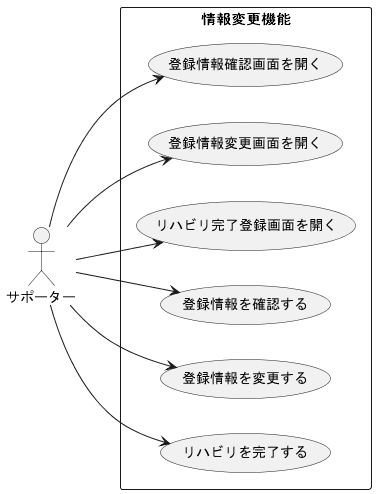 情報変更機能
登録情報確認画面を開く
登録情報変更画面を開く
リハビリ完了登録画面を開く
サポーター
登録情報を確認する
登録情報を変更する
リハビリを完了する